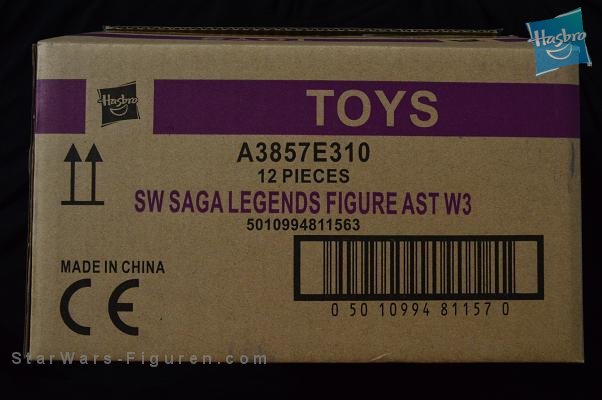 Hasbro
Hasbro
TOYS
A3857E310
12 PIECES
SW SAGA LEGENDS FIGURE AST W3
5010994811563
MADE IN CHINA
CE
0 50 10994 81157 0
StarWars-Figuren.com